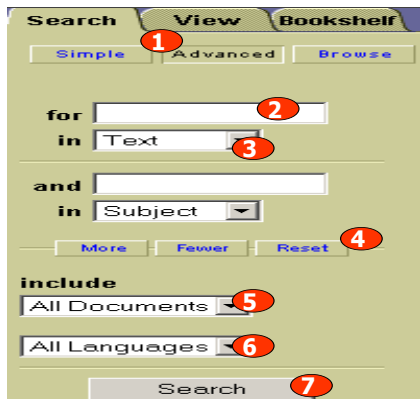 Search View Bookshelf
1
Simple Advanced Browse
for 2
in Text 3
and
in Subject
More Fewer Reset 4
include
All Documents 5
All Languages 6
Search 7